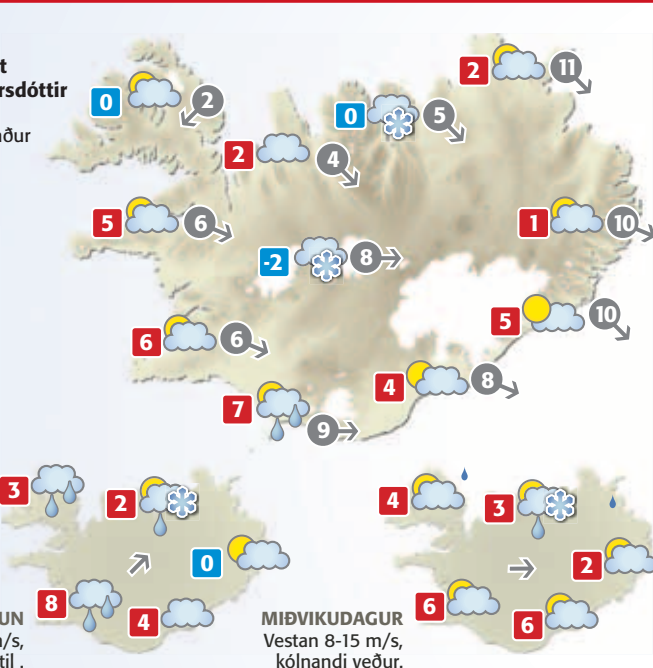 t
rsdóttir
ður
2 11
0 2
0 5
2 4
5 6
1 10
-2 8
5 10
6 6
4 8
7 9
3
2
0
8
4
UN
m/s,
til .
4
3
2
6
6
MIÐVIKUDAGUR
Vestan 8-15 m/s,
kólnandi veður.